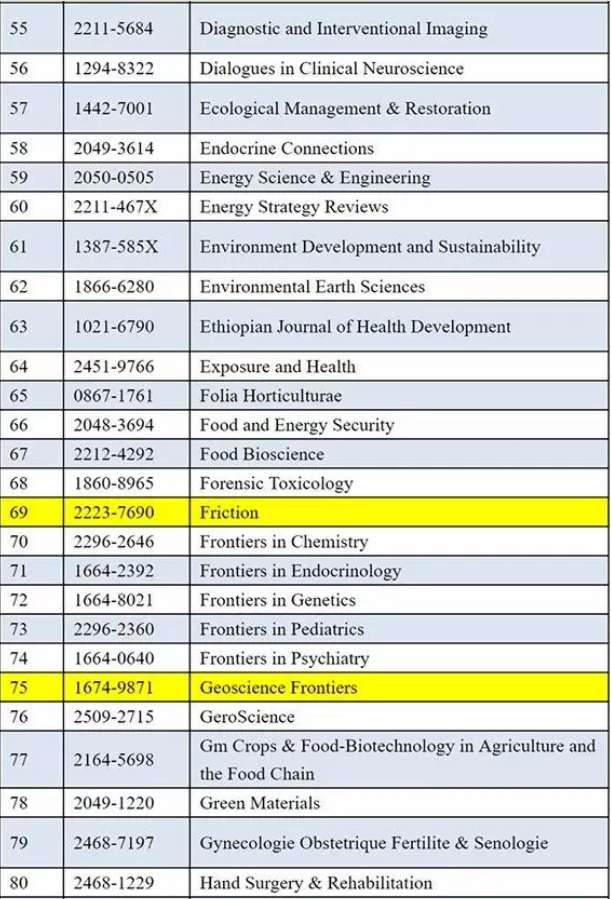 55 2211-5684 Diagnostic and Interventional Imaging
56 1294-8322 Dialogues in Clinical Neuroscience
57 1442-7001 Ecological Management & Restoration
58 2049-3614 Endocrine Connections
59 2050-0505 Energy Science & Engineering
60 2211-467X Energy Strategy Reviews
61 1387-585X Environment Development and Sustainability
62 1866-6280 Environmental Earth Sciences
63 1021-6790 Ethiopian Journal of Health Development
64 2451-9766 Exposure and Health
65 0867-1761 Folia Horticulturae
66 2048-3694 Food and Energy Security
67 2212-4292 Food Bioscience
68 1860-8965 Forensic Toxicology
69 2223-7690 Friction
70 2296-2646 Frontiers in Chemistry
71 1664-2392 Frontiers in Endocrinology
72 1664-8021 Frontiers in Genetics
73 2296-2360 Frontiers in Pediatrics
74 1664-0640 Frontiers in Psychiatry
75 1674-9871 Geoscience Frontiers
76 2509-2715 GeroScience
77 2164-5698 Gm Crops & Food-Biotechnology in Agriculture and
the Food Chain
78 2049-1220 Green Materials
79 2468-7197 Gynecologie Obstetrique Fertilite & Senologie
80 2468-1229 Hand Surgery & Rehabilitation